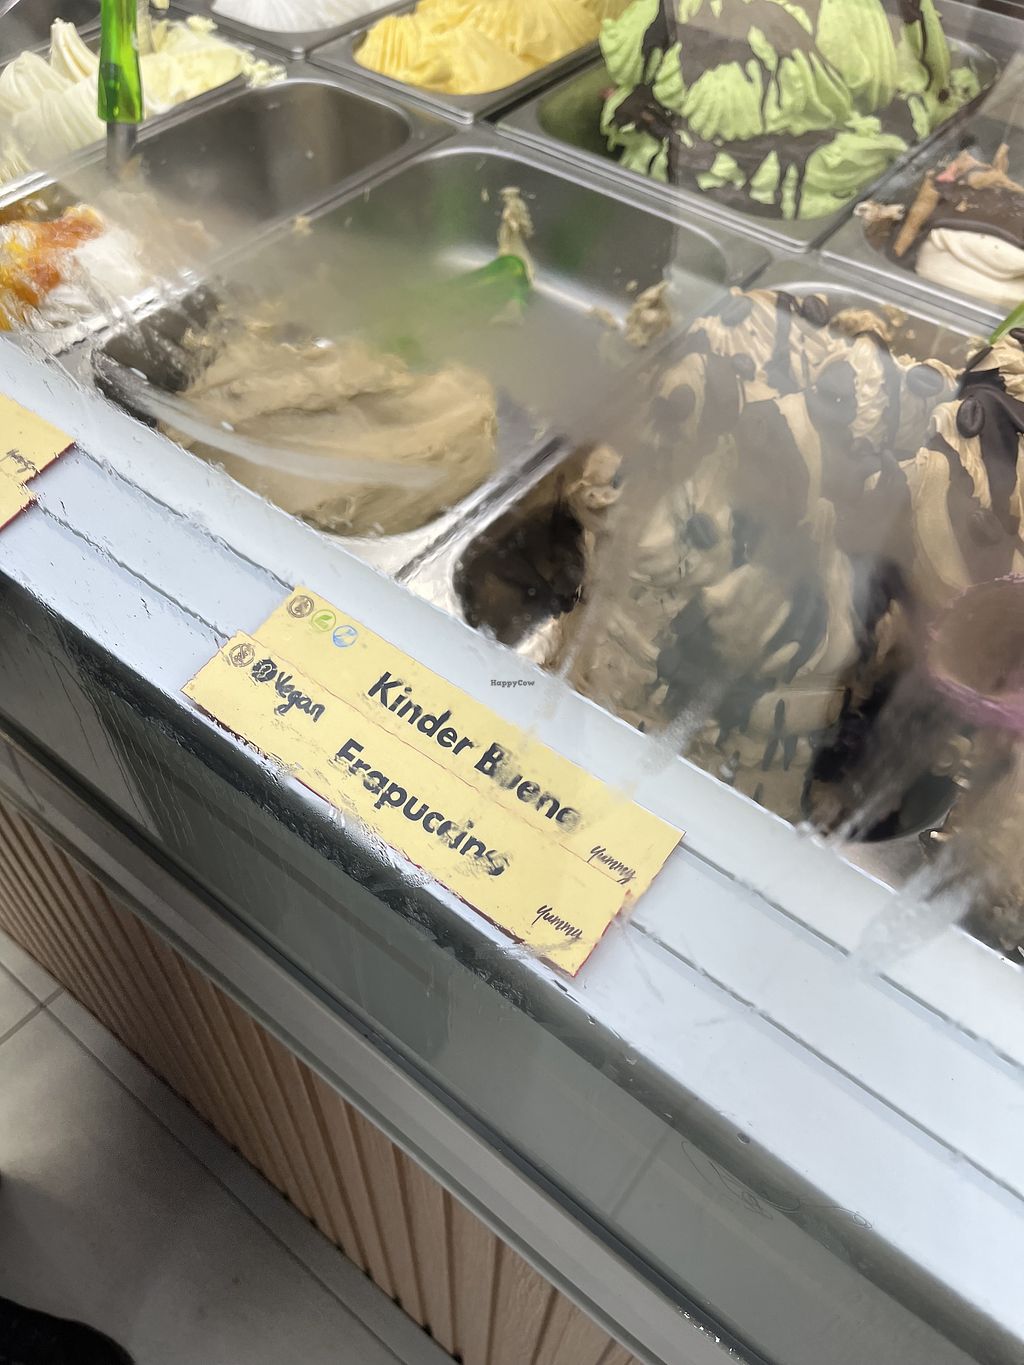 HappyCow
Kinder Bueno
yummy
Vegan
Frapuccino
yummy